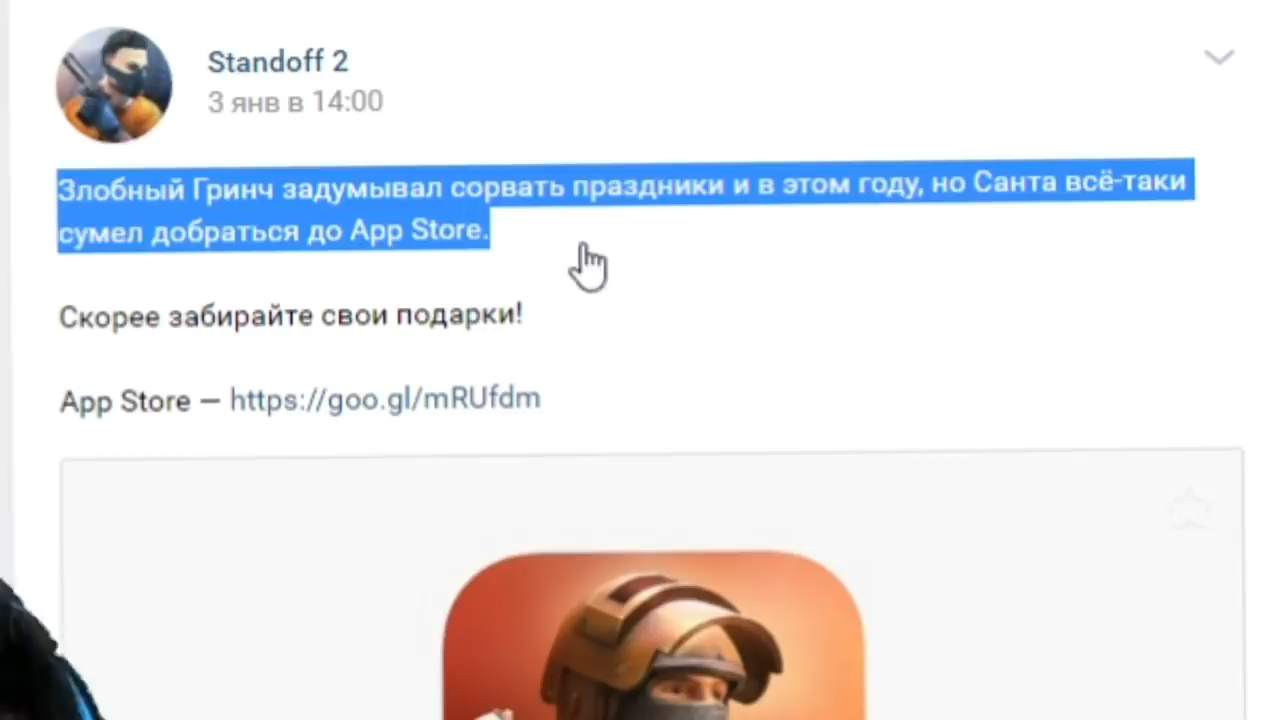 Standoff 2
3 янв в 14:00
Злобный Гринч задумывал сорвать праздники и в этом году, но Санта всё-таки
сумел добраться до App Store.
Скорее забирайте свои подарки!
App Store — https://goo.gl/mRUfdm